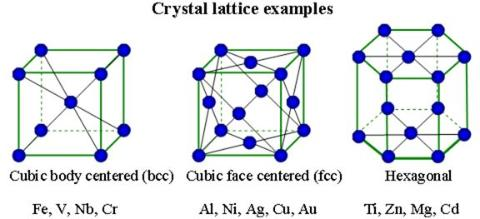 Crystal lattice examples
Cubic body centered (bcc)
Cubic face centered (fcc)
Hexagonal
Fe, V, Nb, Cr
Al, Ni, Ag, Cu, Au
Ti, Zn, Mg, Cd